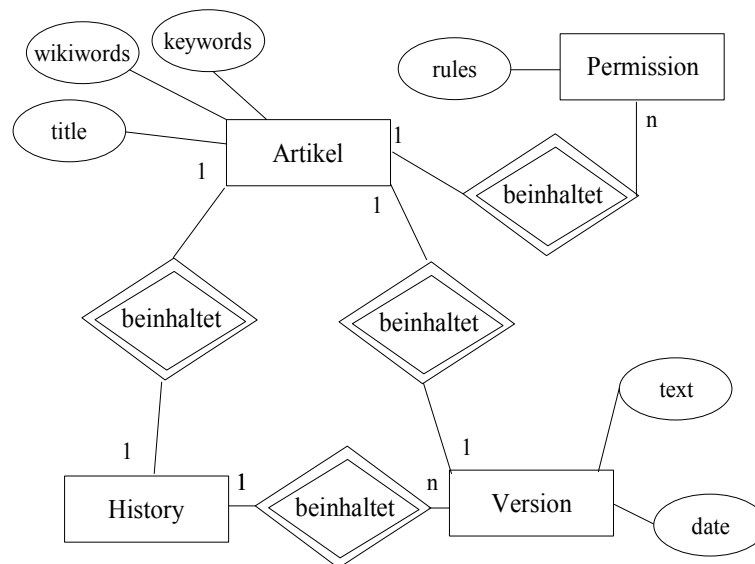 keywords
wikiwords
rules
Permission
title
n
1
Artikel
1
1
beinhaltet
beinhaltet
beinhaltet
text
1
1
1
n
beinhaltet
History
Version
date